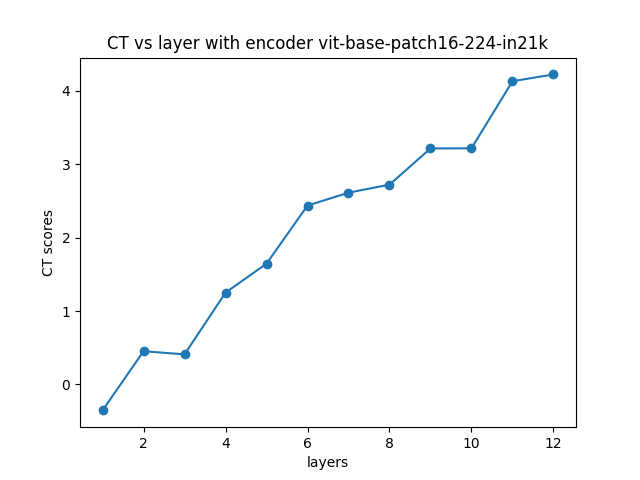 CT vs layer with encoder vit-base-patch16-224-in21k
4
3
2
1
0
CT scores
2 4 6 8 10 12
layers